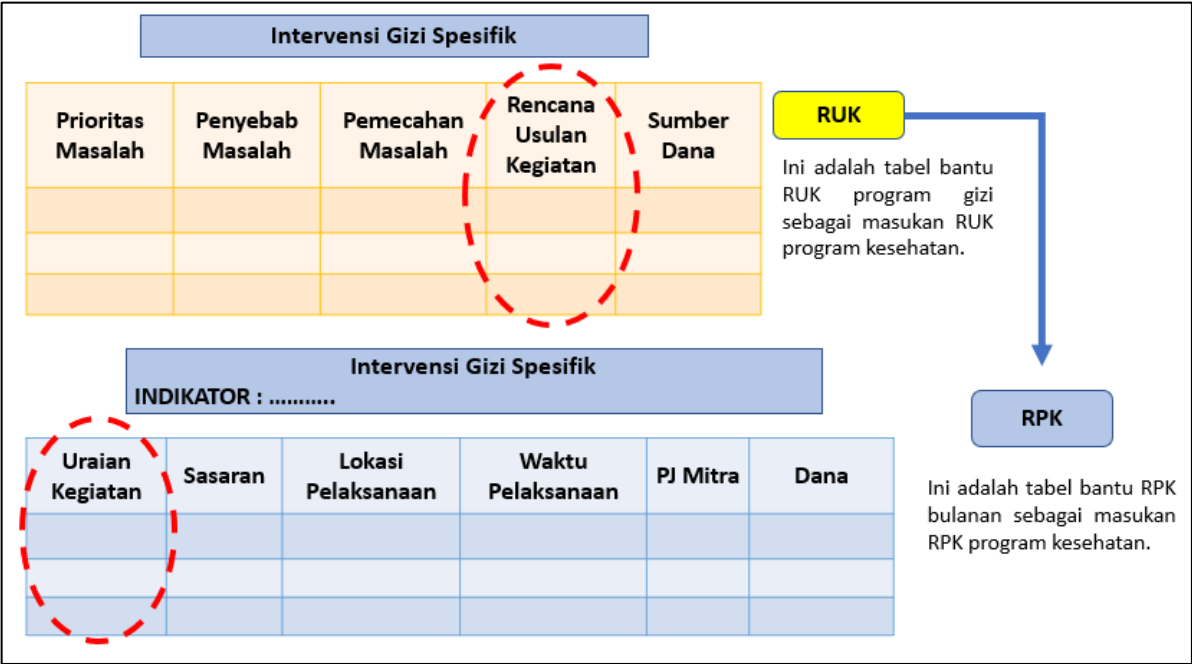 Intervensi Gizi Spesifik
Prioritas
Masalah
Penyebab
Masalah
Pemecahan
Masalah
Rencana
Usulan
Kegiatan
Sumber
Dana
RUK
Ini adalah tabel bantu
RUK program gizi
sebagai masukan RUK
program kesehatan.
Intervensi Gizi Spesifik
INDIKATOR : ………..
Uraian
Kegiatan
Sasaran
Lokasi
Pelaksanaan
Waktu
Pelaksanaan
PJ Mitra
Dana
RPK
Ini adalah tabel bantu RPK
bulanan sebagai masukan
RPK program kesehatan.